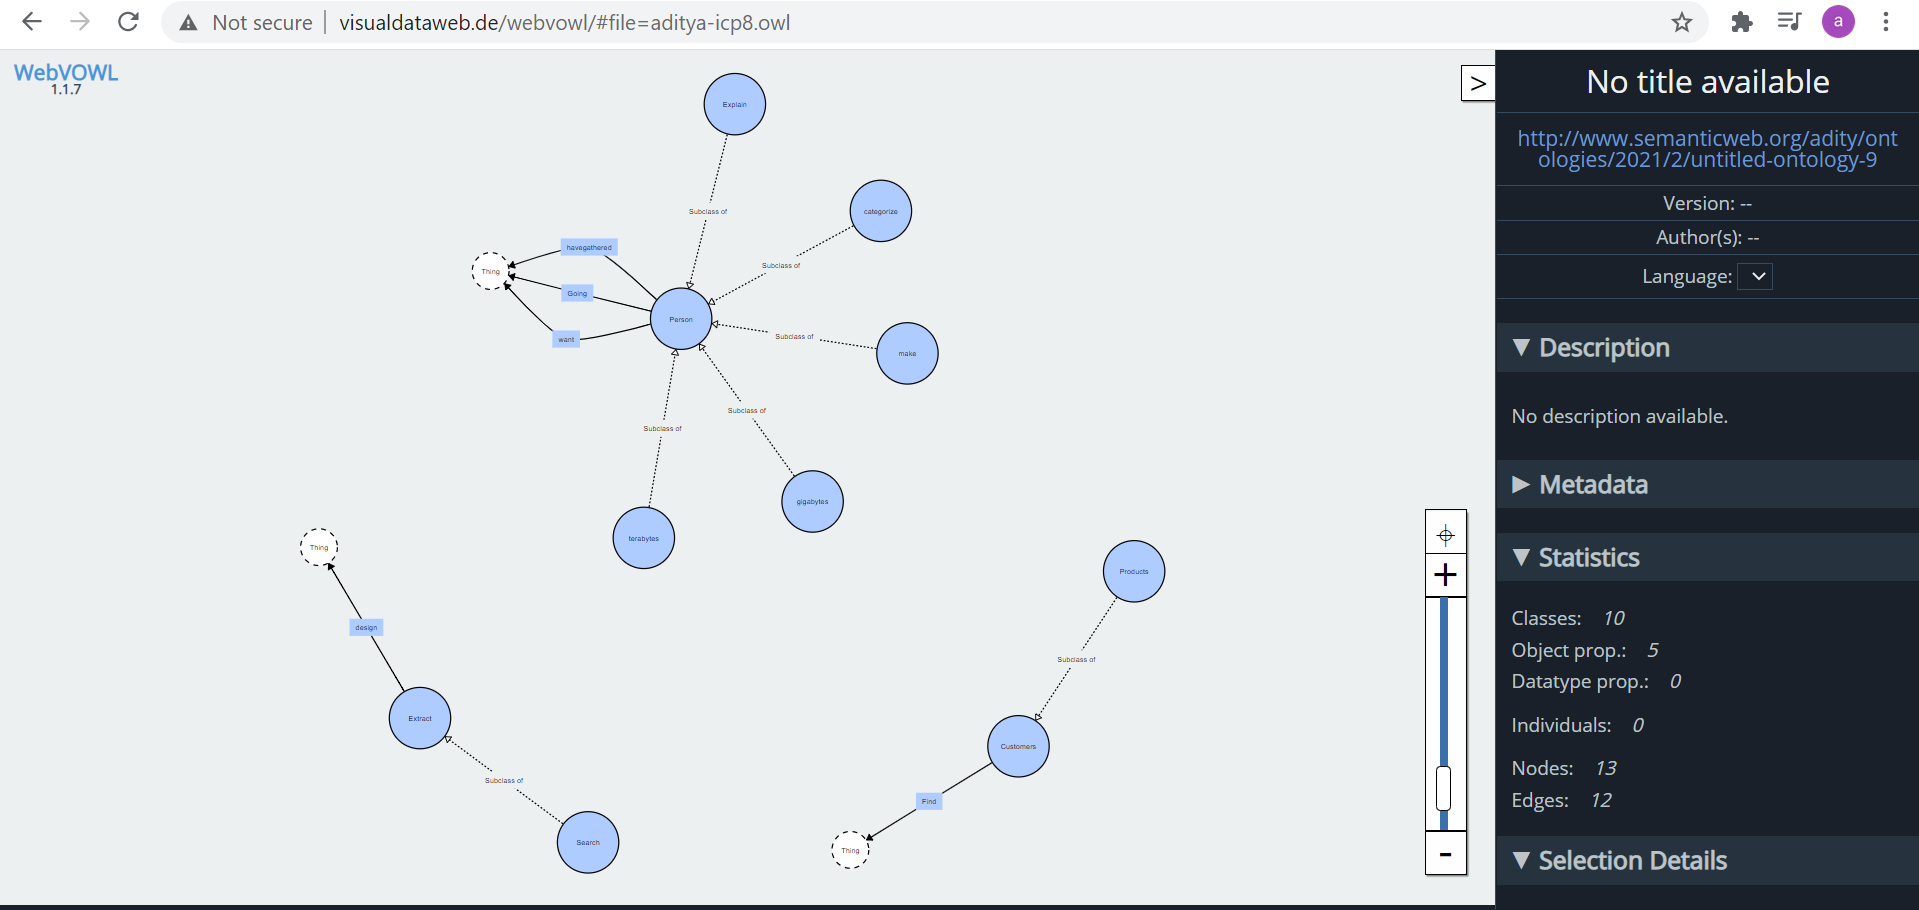 Not secure
visualdataweb.de/webvowl/#file=aditya-icp8.owl
a
WebVOWL
1.1.7
>
Explain
Subclass of
categorize
Subclass of
havegathered
Thing
Going
Person
want
Subclass of
make
Subclass of
Subclass of
gigabytes
terabytes
Thing
design
Extract
Subclass of
Search
Products
Subclass of
Customers
Find
Thing
+
-
No title available
http://www.semanticweb.org/adity/ont
ologies/2021/2/untitled-ontology-9
Version: --
Author(s): --
Language:
▼ Description
No description available.
▶ Metadata
▼ Statistics
Classes: 10
Object prop.: 5
Datatype prop.: 0
Individuals: 0
Nodes: 13
Edges: 12
▼ Selection Details